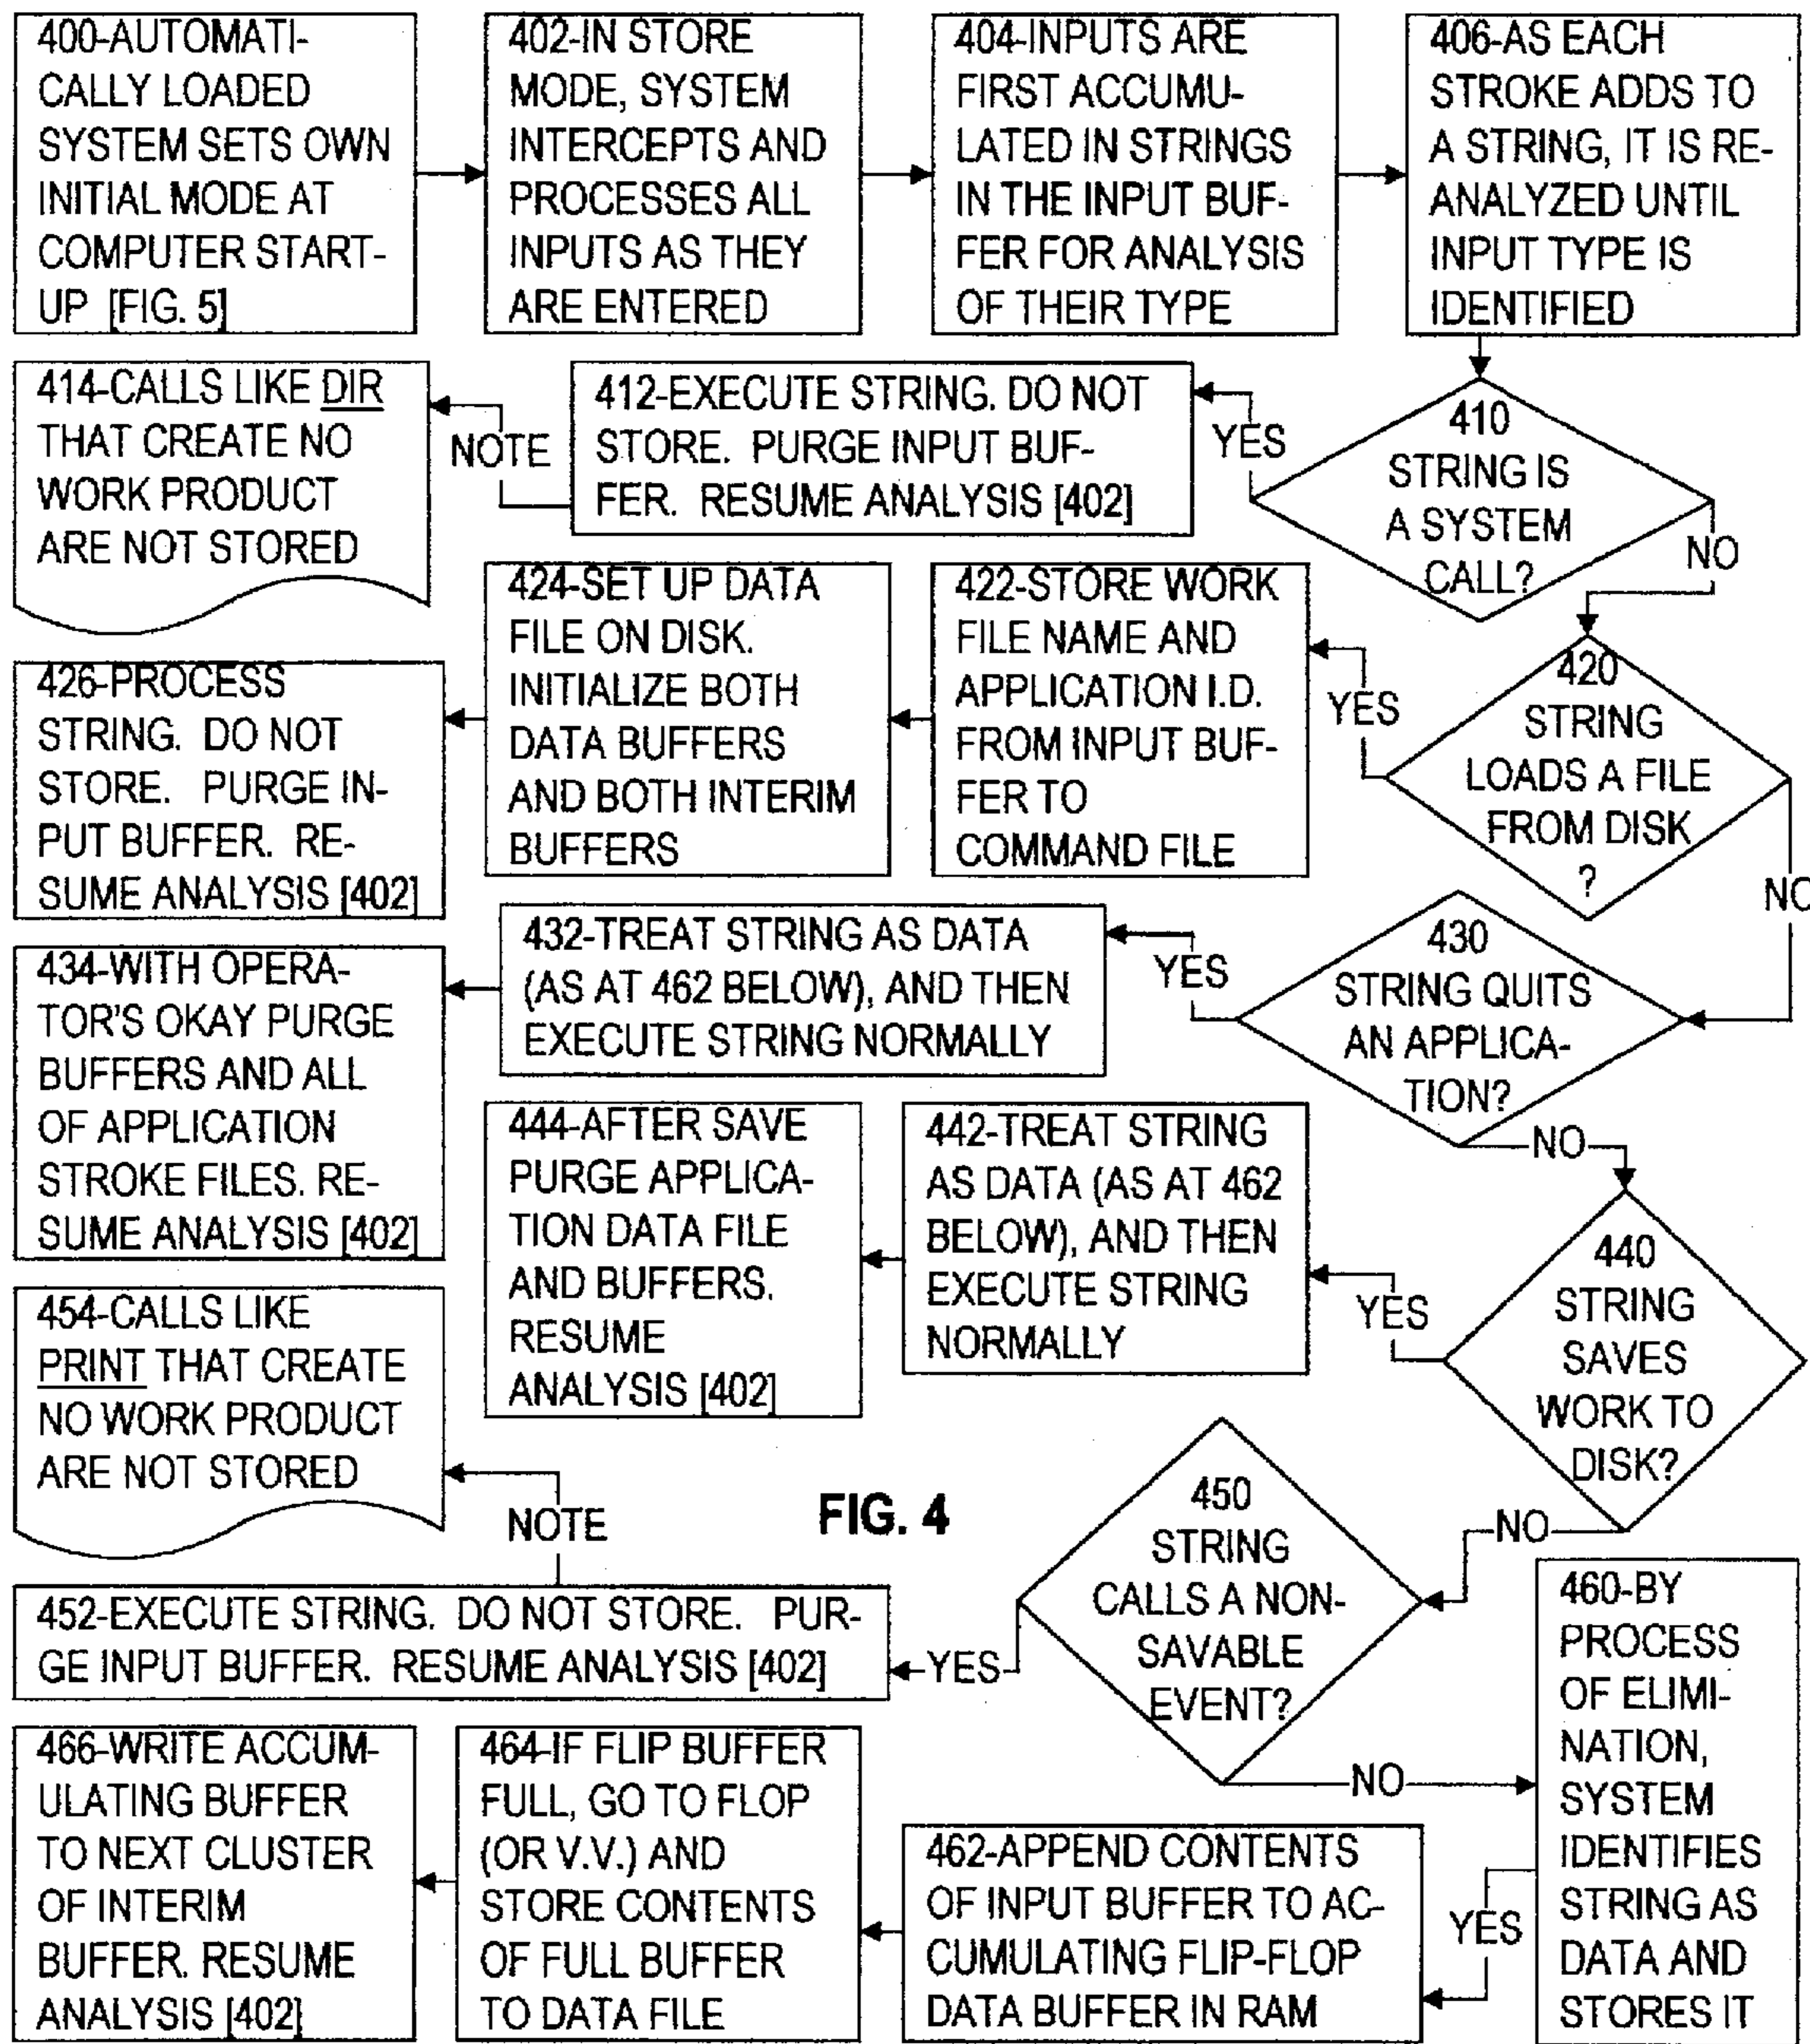 400-AUTOMATI-
CALLY LOADED
SYSTEM SETS OWN
INITIAL MODE AT
COMPUTER START-
UP [FIG. 5]
402-IN STORE
MODE, SYSTEM
INTERCEPTS AND
PROCESSES ALL
INPUTS AS THEY
ARE ENTERED
404-INPUTS ARE
FIRST ACCUMU-
LATED IN STRINGS
IN THE INPUT BUF-
FER FOR ANALYSIS
OF THEIR TYPE
406-AS EACH
STROKE ADDS TO
A STRING, IT IS RE-
ANALYZED UNTIL
INPUT TYPE IS
IDENTIFIED
410
STRING IS
A SYSTEM
CALL?
YES
NO
412-EXECUTE STRING. DO NOT
STORE. PURGE INPUT BUF-
FER. RESUME ANALYSIS [402]
NOTE
414-CALLS LIKE DIR
THAT CREATE NO
WORK PRODUCT
ARE NOT STORED
420
STRING
LOADS A FILE
FROM DISK
?
YES
NO
422-STORE WORK
FILE NAME AND
APPLICATION I.D.
FROM INPUT BUF-
FER TO
COMMAND FILE
424-SET UP DATA
FILE ON DISK.
INITIALIZE BOTH
DATA BUFFERS
AND BOTH INTERIM
BUFFERS
426-PROCESS
STRING. DO NOT
STORE. PURGE IN-
PUT BUFFER. RE-
SUME ANALYSIS [402]
430
STRING QUITS
AN APPLICA-
TION?
YES
NO
432-TREAT STRING AS DATA
(AS AT 462 BELOW), AND THEN
EXECUTE STRING NORMALLY
434-WITH OPERA-
TOR'S OKAY PURGE
BUFFERS AND ALL
OF APPLICATION
STROKE FILES. RE-
SUME ANALYSIS [402]
440
STRING
SAVES
WORK TO
DISK?
YES
NO
442-TREAT STRING
AS DATA (AS AT 462
BELOW), AND THEN
EXECUTE STRING
NORMALLY
444-AFTER SAVE
PURGE APPLICA-
TION DATA FILE
AND BUFFERS.
RESUME
ANALYSIS [402]
450
STRING
CALLS A NON-
SAVABLE
EVENT?
YES
NO
452-EXECUTE STRING. DO NOT STORE. PUR-
GE INPUT BUFFER. RESUME ANALYSIS [402]
NOTE
454-CALLS LIKE
PRINT THAT CREATE
NO WORK PRODUCT
ARE NOT STORED
FIG. 4
460-BY
PROCESS
OF ELIMI-
NATION,
SYSTEM
IDENTIFIES
STRING AS
DATA AND
STORES IT
YES
462-APPEND CONTENTS
OF INPUT BUFFER TO AC-
CUMULATING FLIP-FLOP
DATA BUFFER IN RAM
464-IF FLIP BUFFER
FULL, GO TO FLOP
(OR V.V.) AND
STORE CONTENTS
OF FULL BUFFER
TO DATA FILE
466-WRITE ACCUM-
ULATING BUFFER
TO NEXT CLUSTER
OF INTERIM
BUFFER. RESUME
ANALYSIS [402]